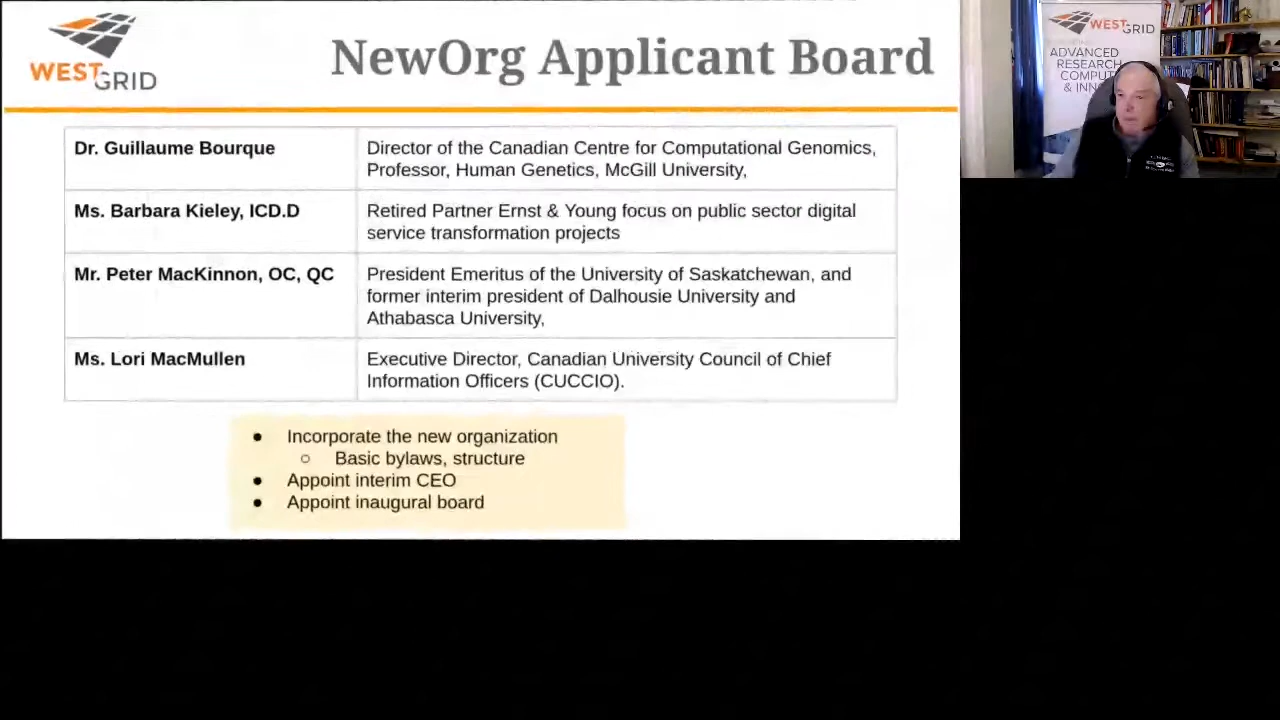 WESTGRID
NewOrg Applicant Board
Dr. Guillaume Bourque
Director of the Canadian Centre for Computational Genomics,
Professor, Human Genetics, McGill University,
Ms. Barbara Kieley, ICD.D
Retired Partner Ernst & Young focus on public sector digital
service transformation projects
Mr. Peter MacKinnon, OC, QC
President Emeritus of the University of Saskatchewan, and
former interim president of Dalhousie University and
Athabasca University,
Ms. Lori MacMullen
Executive Director, Canadian University Council of Chief
Information Officers (CUCCIO).
● Incorporate the new organization
○ Basic bylaws, structure
● Appoint interim CEO
● Appoint inaugural board
WESTGRID
ADVANCED
RESEARCH
COMPUT
& INN